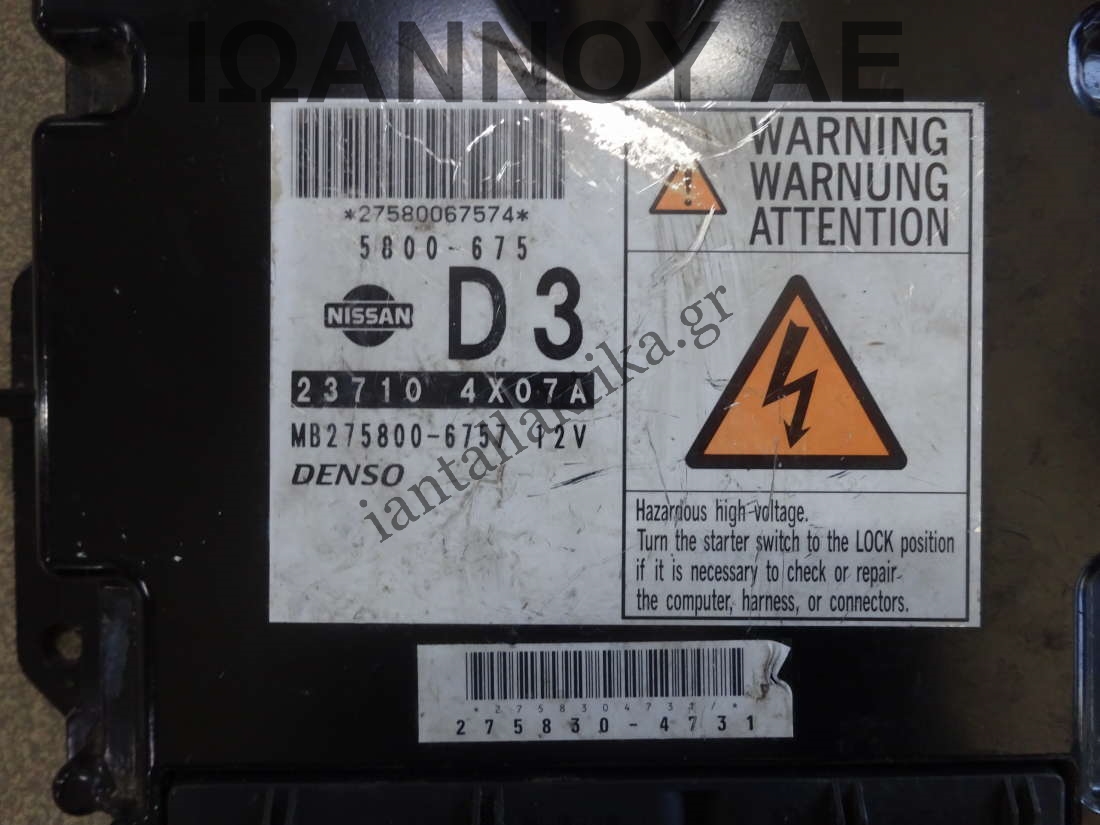 ΙΩΑΝΝΟΥ ΑΕ
*27580067574*
5800-675
NISSAN
D3
23710 4X07A
MB275800-6757 12V
DENSO
WARNING
WARNUNG
ATTENTION
Hazardous high voltage.
Turn the starter switch to the LOCK position
if it is necessary to check or repair
the computer, harness, or connectors.
iantallaktika.gr
*2758304731/*
275830-4731